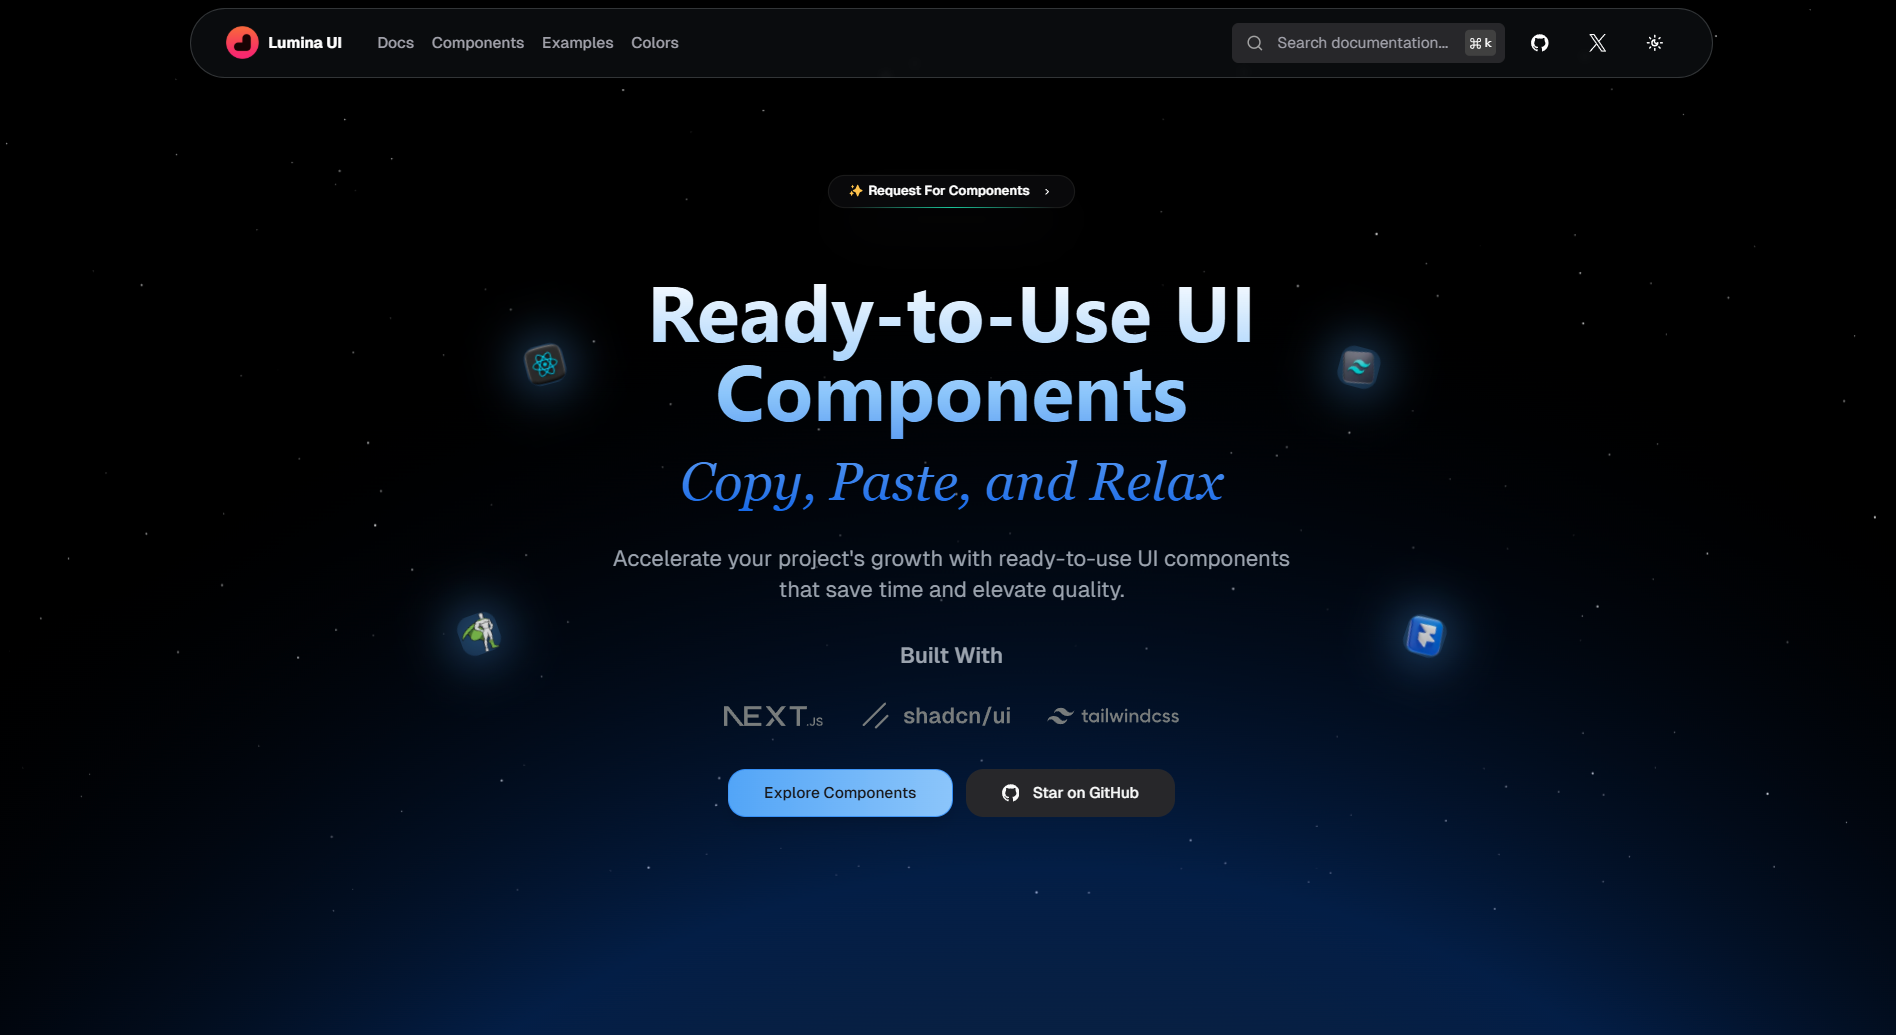 Lumina UI
Docs
Components
Examples
Colors
Search documentation...
⌘ k
✨ Request For Components ›
Ready-to-Use UI
Components
Copy, Paste, and Relax
Accelerate your project's growth with ready-to-use UI components
that save time and elevate quality.
Built With
NEXT.JS
shadcn/ui
tailwindcss
Explore Components
Star on GitHub